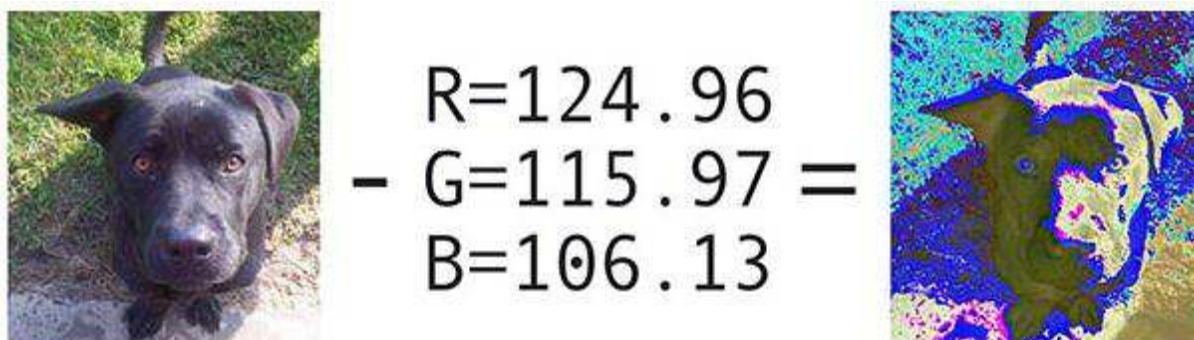 R=124.96
- G=115.97 =
B=106.13